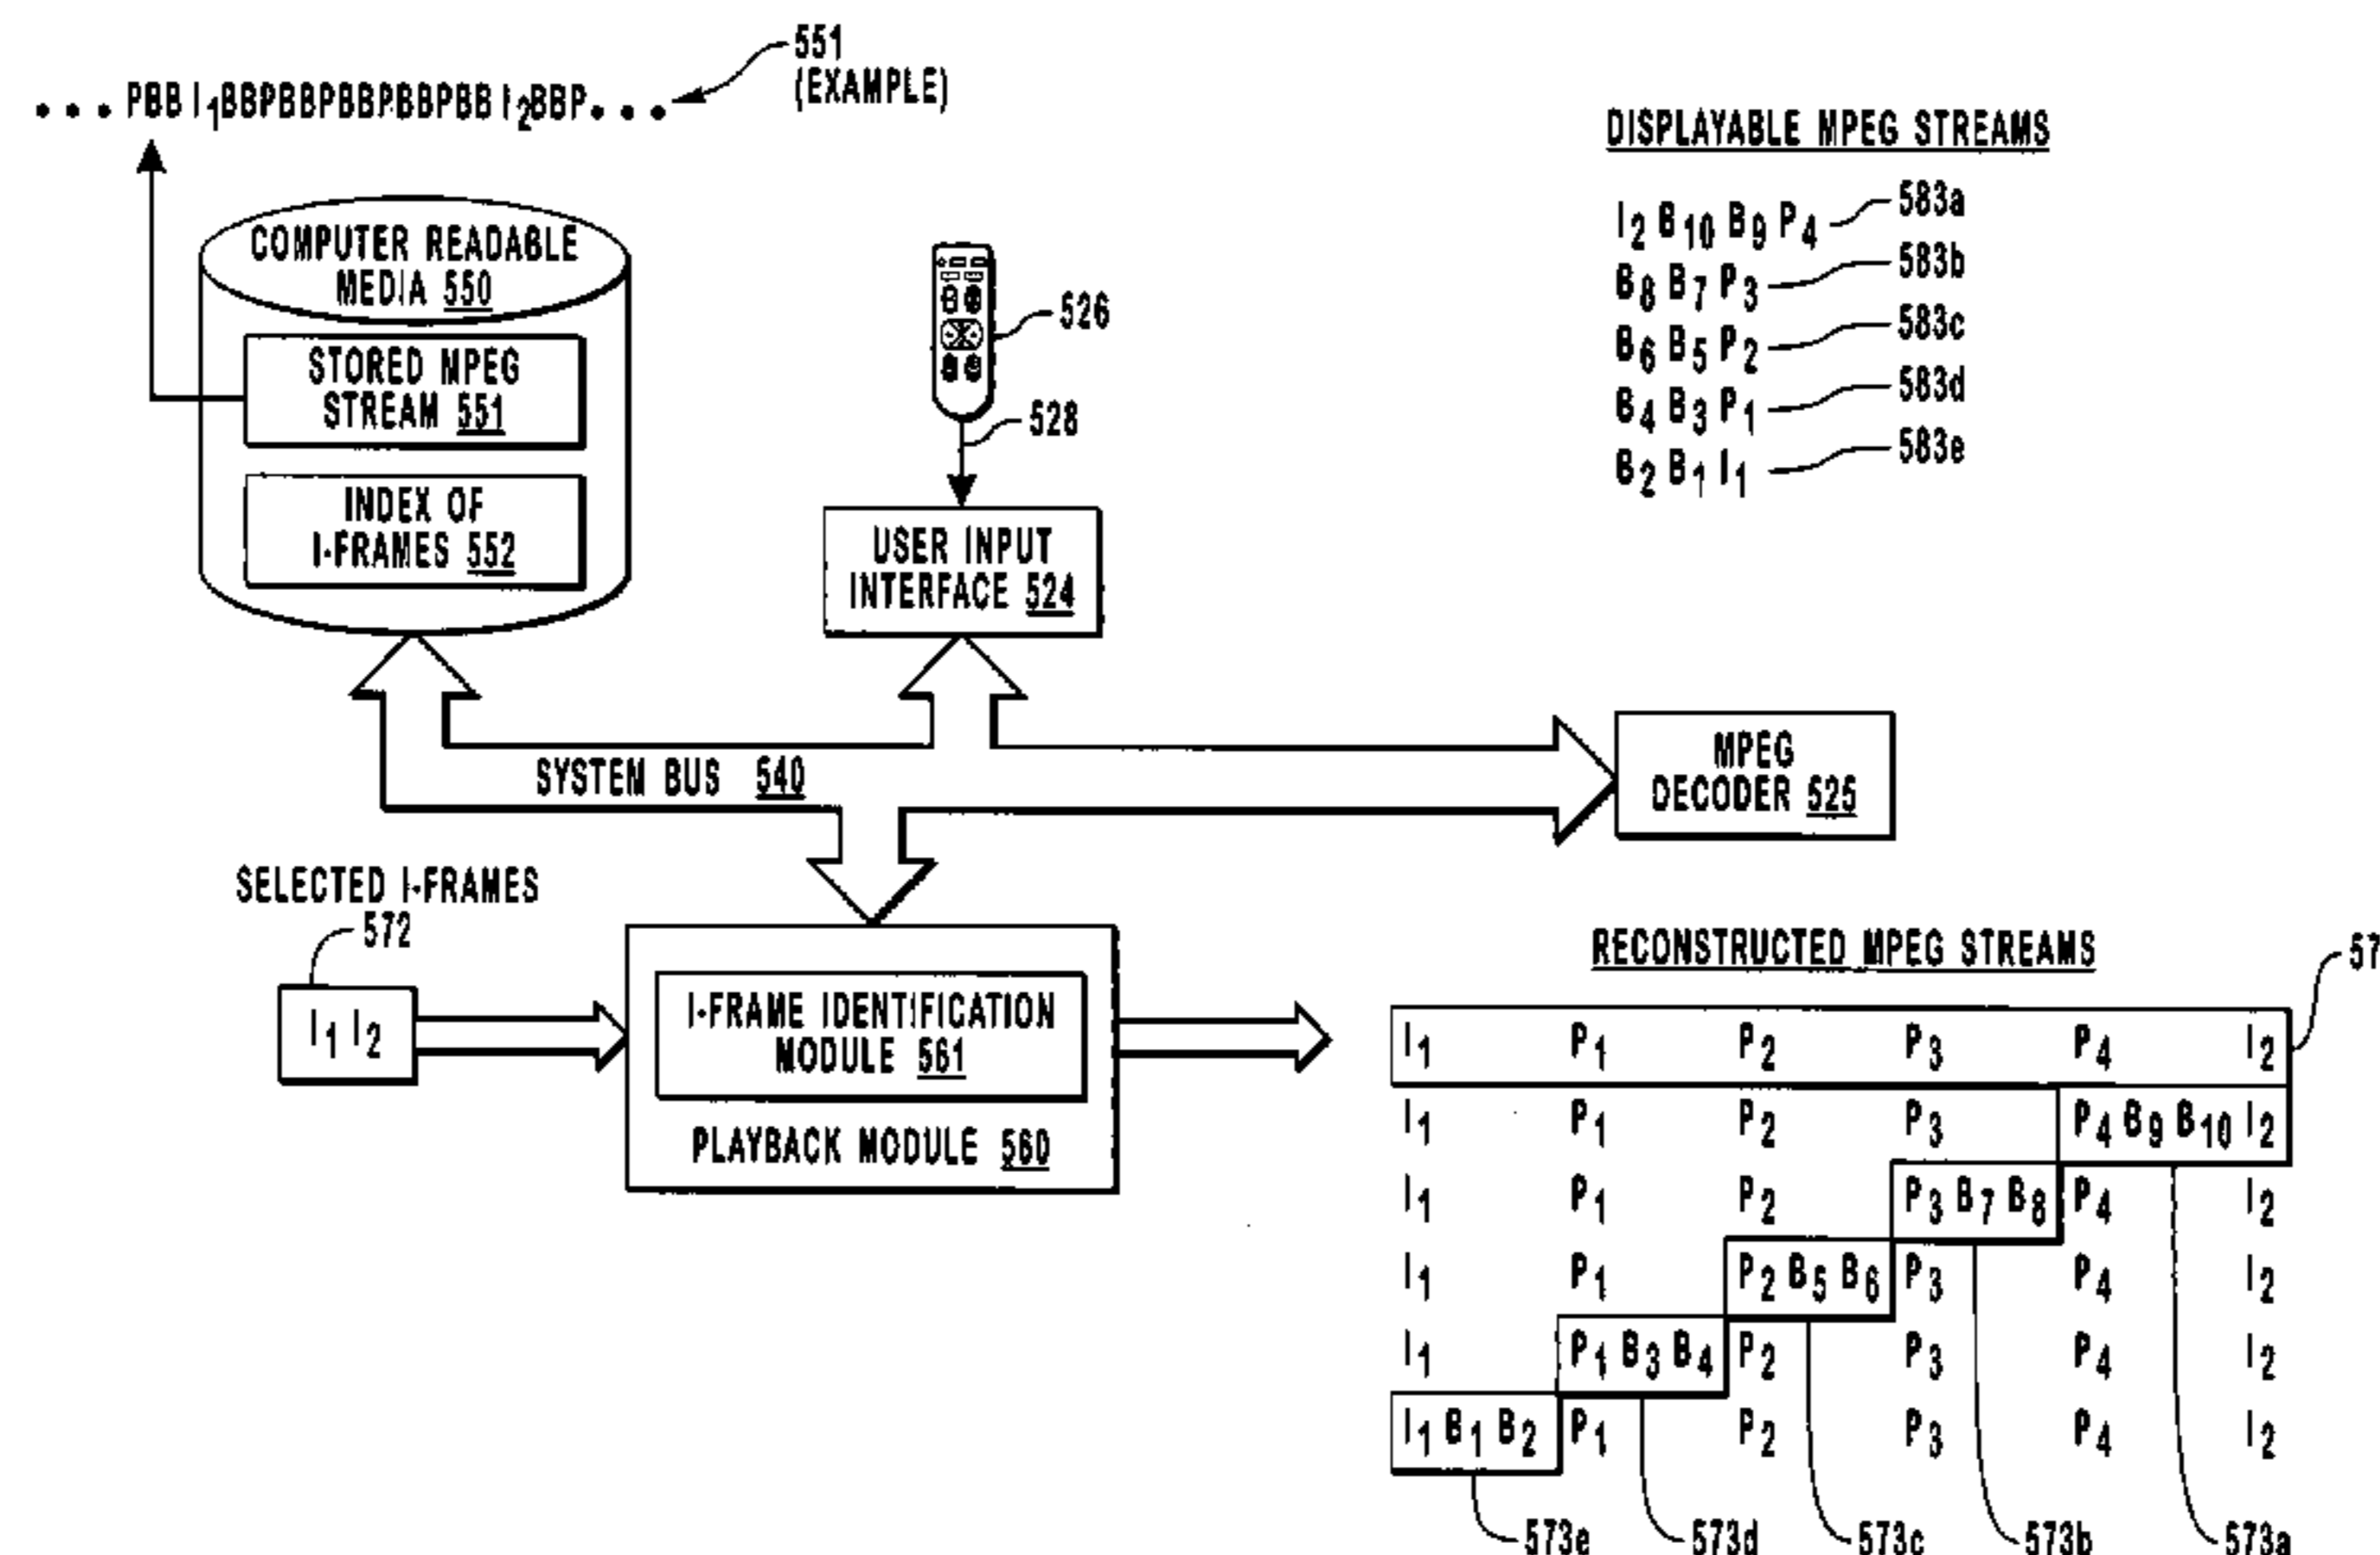 551
(EXAMPLE)
• • • PBB I₁BBPBBPBBPBBPBB I₂BBP • • •
COMPUTER READABLE
MEDIA 550
STORED MPEG
STREAM 551
INDEX OF
I-FRAMES 552
526
528
USER INPUT
INTERFACE 524
DISPLAYABLE MPEG STREAMS
I₂ B₁₀ B₉ P₄ 583a
B₈ B₇ P₃ 583b
B₆ B₅ P₂ 583c
B₄ B₃ P₁ 583d
B₂ B₁ I₁ 583e
SYSTEM BUS 540
MPEG
DECODER 525
SELECTED I-FRAMES
572
I₁ I₂
I-FRAME IDENTIFICATION
MODULE 561
PLAYBACK MODULE 560
RECONSTRUCTED MPEG STREAMS
57
I₁ P₁ P₂ P₃ P₄ I₂
I₁ P₁ P₂ P₃ P₄ B₉ B₁₀ I₂
I₁ P₁ P₂ P₃ B₇ B₈ P₄ I₂
I₁ P₁ P₂ B₅ B₆ P₃ P₄ I₂
I₁ P₁ B₃ B₄ P₂ P₃ P₄ I₂
I₁ B₁ B₂ P₁ P₂ P₃ P₄ I₂
573e 573d 573c 573b 573a